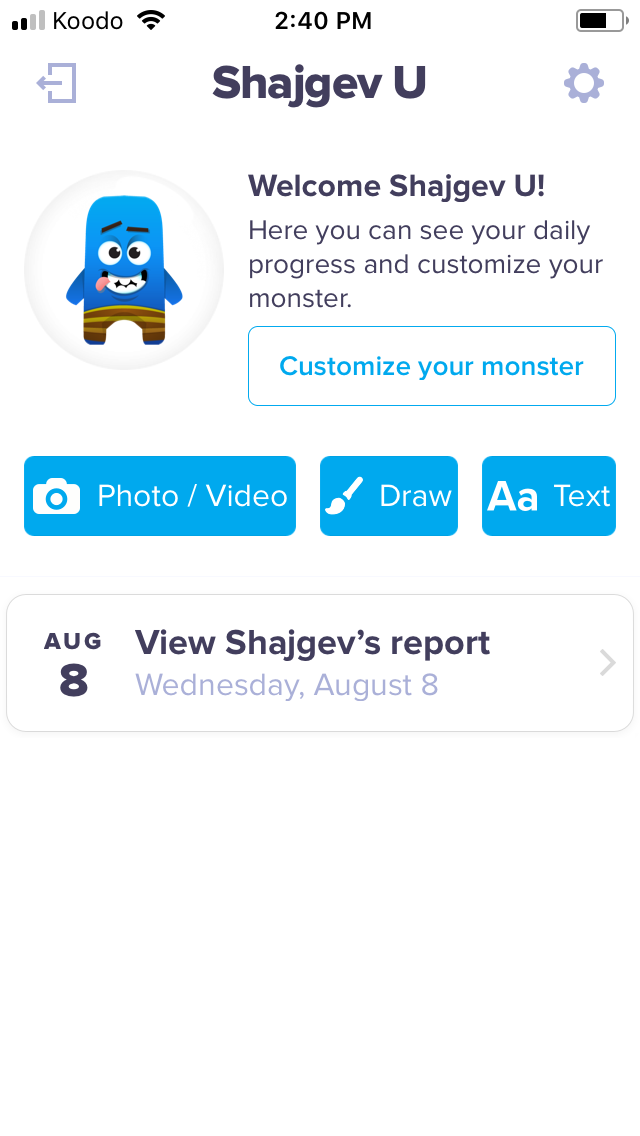 Koodo 2:40 PM
Shajgev U
Welcome Shajgev U!
Here you can see your daily
progress and customize your
monster.
Customize your monster
Photo / Video Draw Aa Text
AUG
8
View Shajgev’s report
Wednesday, August 8